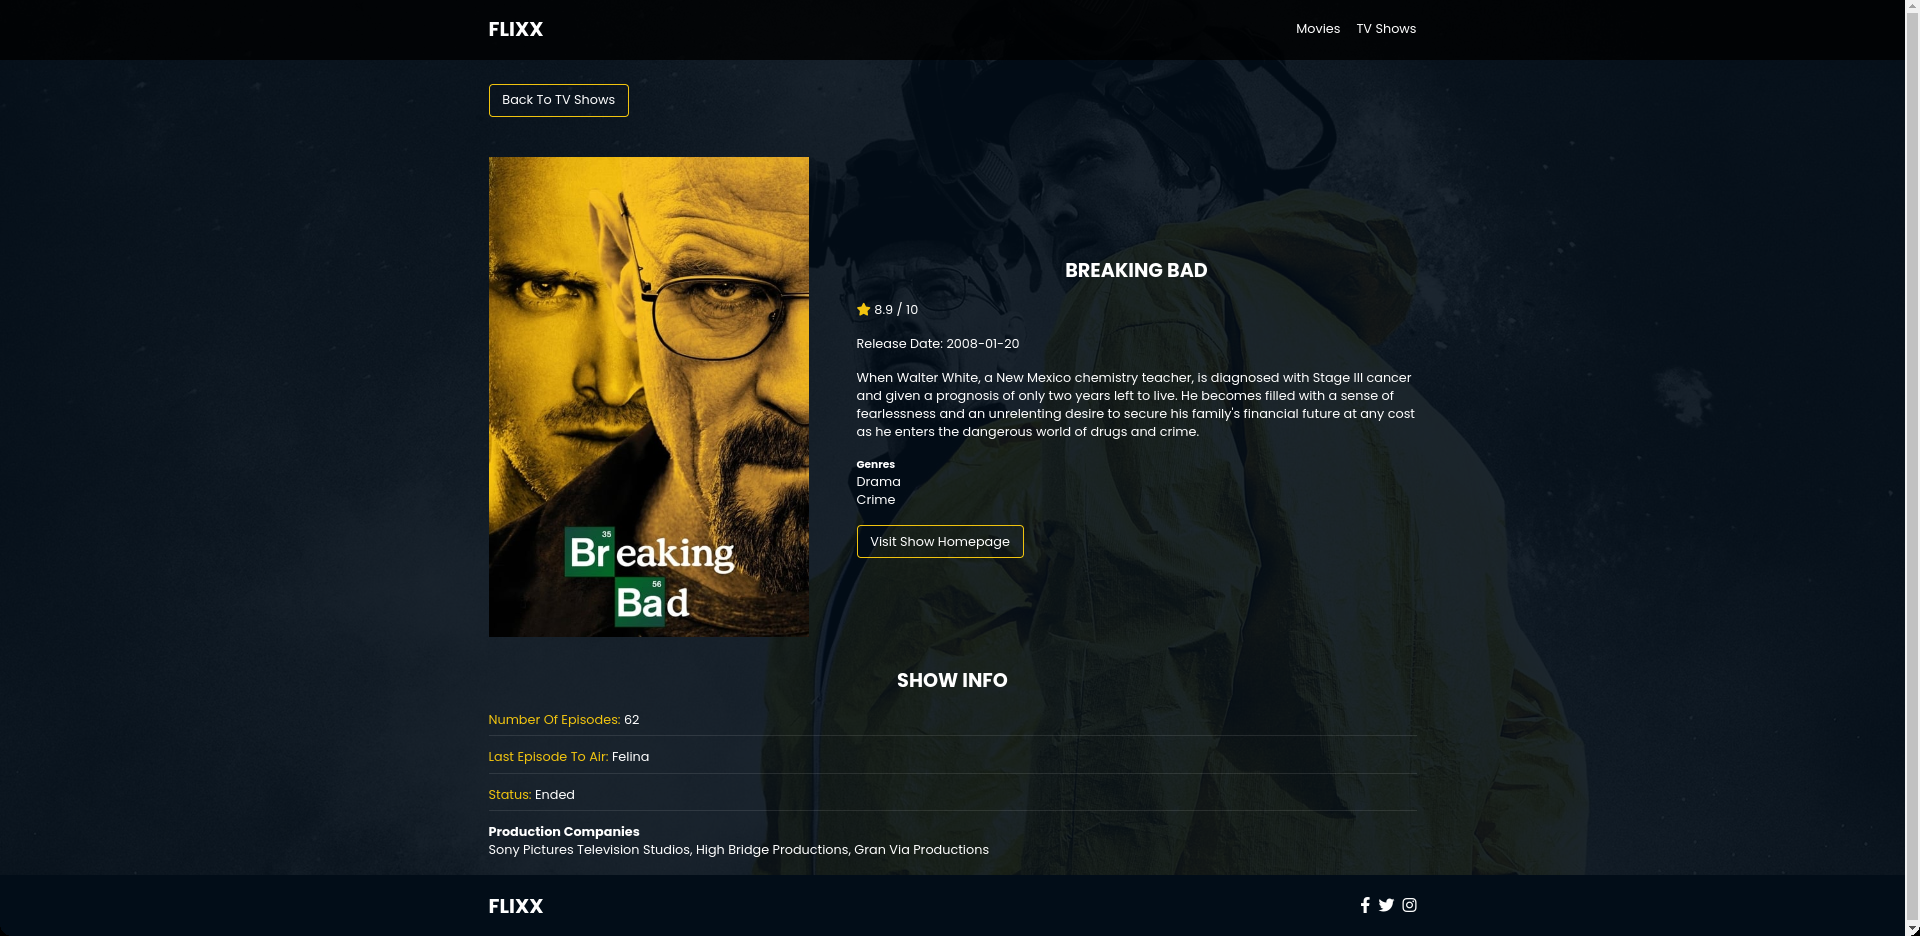 FLIXX
Movies
TV Shows
Back To TV Shows
35
Breaking
56
Bad
BREAKING BAD
8.9 / 10
Release Date: 2008-01-20
When Walter White, a New Mexico chemistry teacher, is diagnosed with Stage III cancer
and given a prognosis of only two years left to live. He becomes filled with a sense of
fearlessness and an unrelenting desire to secure his family's financial future at any cost
as he enters the dangerous world of drugs and crime.
Genres
Drama
Crime
Visit Show Homepage
SHOW INFO
Number Of Episodes: 62
Last Episode To Air: Felina
Status: Ended
Production Companies
Sony Pictures Television Studios, High Bridge Productions, Gran Via Productions
FLIXX